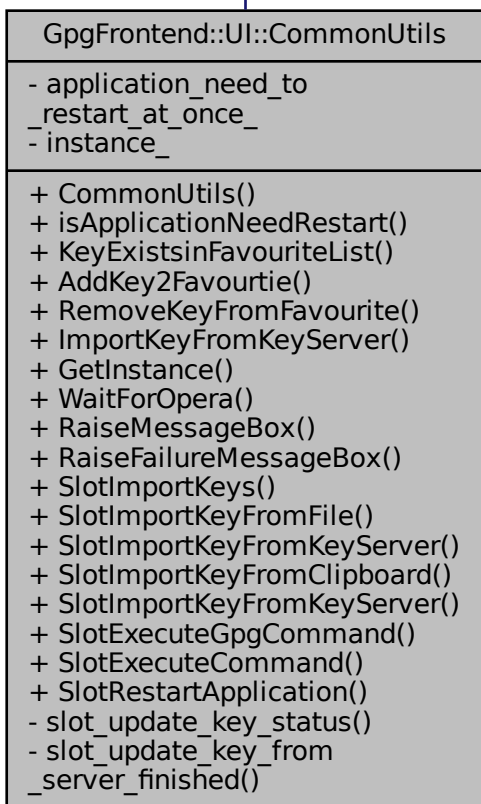 GpgFrontend::UI::CommonUtils
- application_need_to
_restart_at_once_
- instance_
+ CommonUtils()
+ isApplicationNeedRestart()
+ KeyExistsinFavouriteList()
+ AddKey2Favourtie()
+ RemoveKeyFromFavourite()
+ ImportKeyFromKeyServer()
+ GetInstance()
+ WaitForOpera()
+ RaiseMessageBox()
+ RaiseFailureMessageBox()
+ SlotImportKeys()
+ SlotImportKeyFromFile()
+ SlotImportKeyFromKeyServer()
+ SlotImportKeyFromClipboard()
+ SlotImportKeyFromKeyServer()
+ SlotExecuteGpgCommand()
+ SlotExecuteCommand()
+ SlotRestartApplication()
- slot_update_key_status()
- slot_update_key_from
_server_finished()